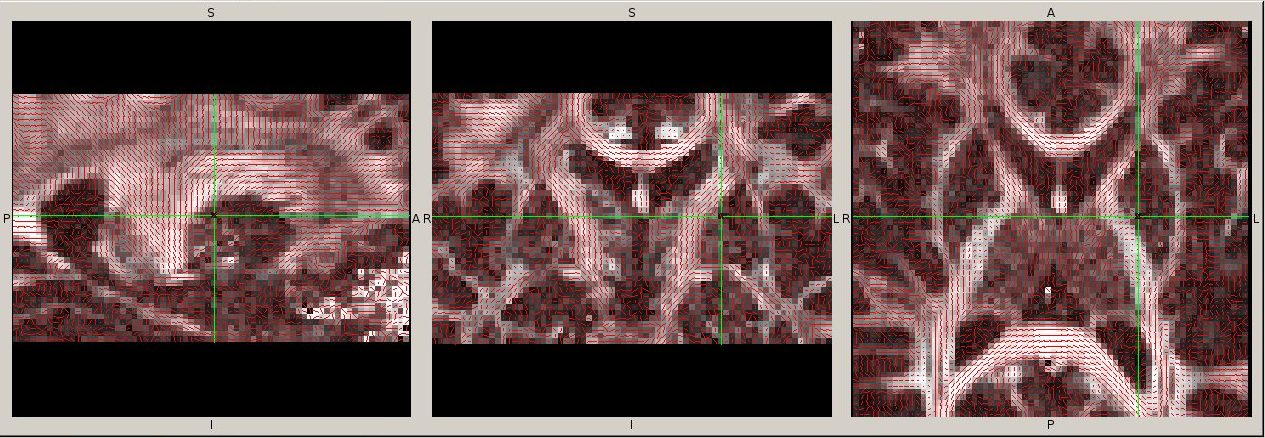 S S A
P A R L R L
I I P